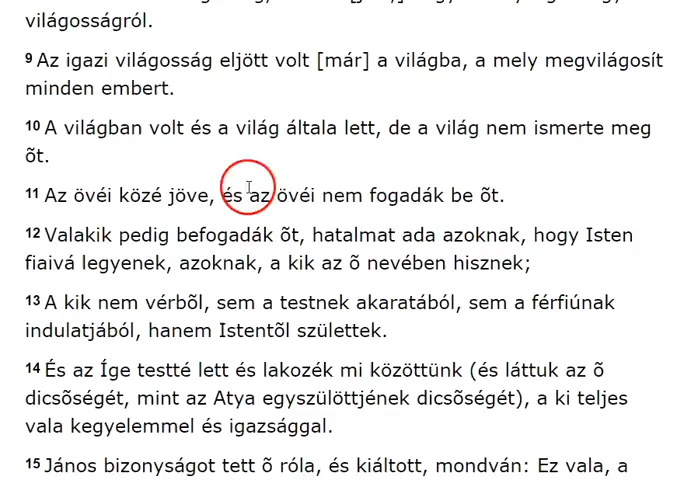 világosságról.
9 Az igazi világosság eljött volt [már] a világba, a mely megvilágosít
minden embert.
10 A világban volt és a világ általa lett, de a világ nem ismerte meg
õt.
11 Az övéi közé jöve, és az övéi nem fogadák be õt.
12 Valakik pedig befogadák õt, hatalmat ada azoknak, hogy Isten
fiaivá legyenek, azoknak, a kik az õ nevében hisznek;
13 A kik nem vérbõl, sem a testnek akaratából, sem a férfiúnak
indulatjából, hanem Istentõl születtek.
14 És az Íge testté lett és lakozék mi közöttünk (és láttuk az õ
dicsõségét, mint az Atya egyszülöttjének dicsõségét), a ki teljes
vala kegyelemmel és igazsággal.
15 János bizonyságot tett õ róla, és kiáltott, mondván: Ez vala, a